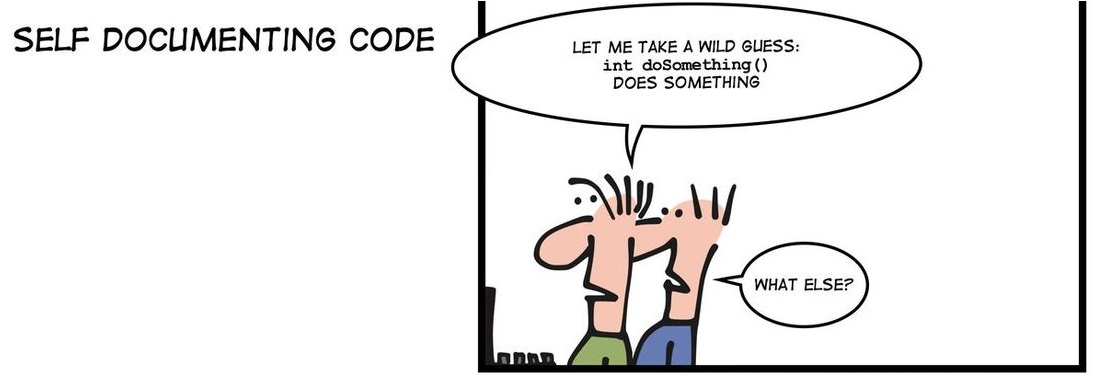 SELF DOCUMENTING CODE
LET ME TAKE A WILD GUESS:
int doSomething()
DOES SOMETHING
WHAT ELSE?